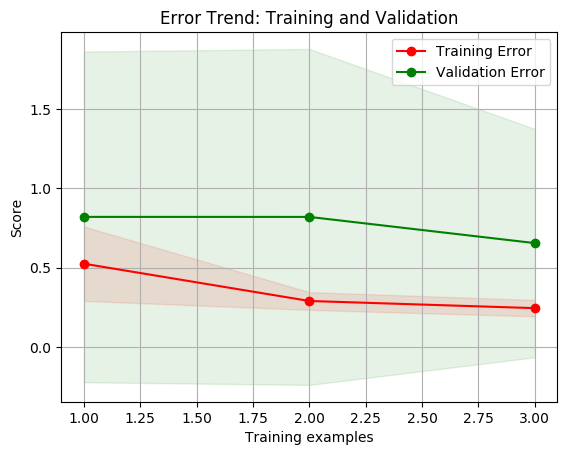 Error Trend: Training and Validation
Training Error
Validation Error
Score
1.5
1.0
0.5
0.0
1.00 1.25 1.50 1.75 2.00 2.25 2.50 2.75 3.00
Training examples